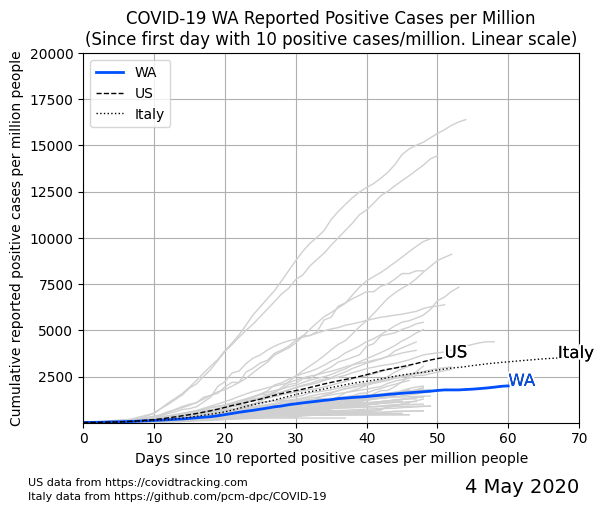 COVID-19 WA Reported Positive Cases per Million
(Since first day with 10 positive cases/million. Linear scale)
Cumulative reported positive cases per million people
20000
17500
15000
12500
10000
7500
5000
2500
WA
US
Italy
US
Italy
WA
0 10 20 30 40 50 60 70
Days since 10 reported positive cases per million people
US data from https://covidtracking.com
Italy data from https://github.com/pcm-dpc/COVID-19
4 May 2020